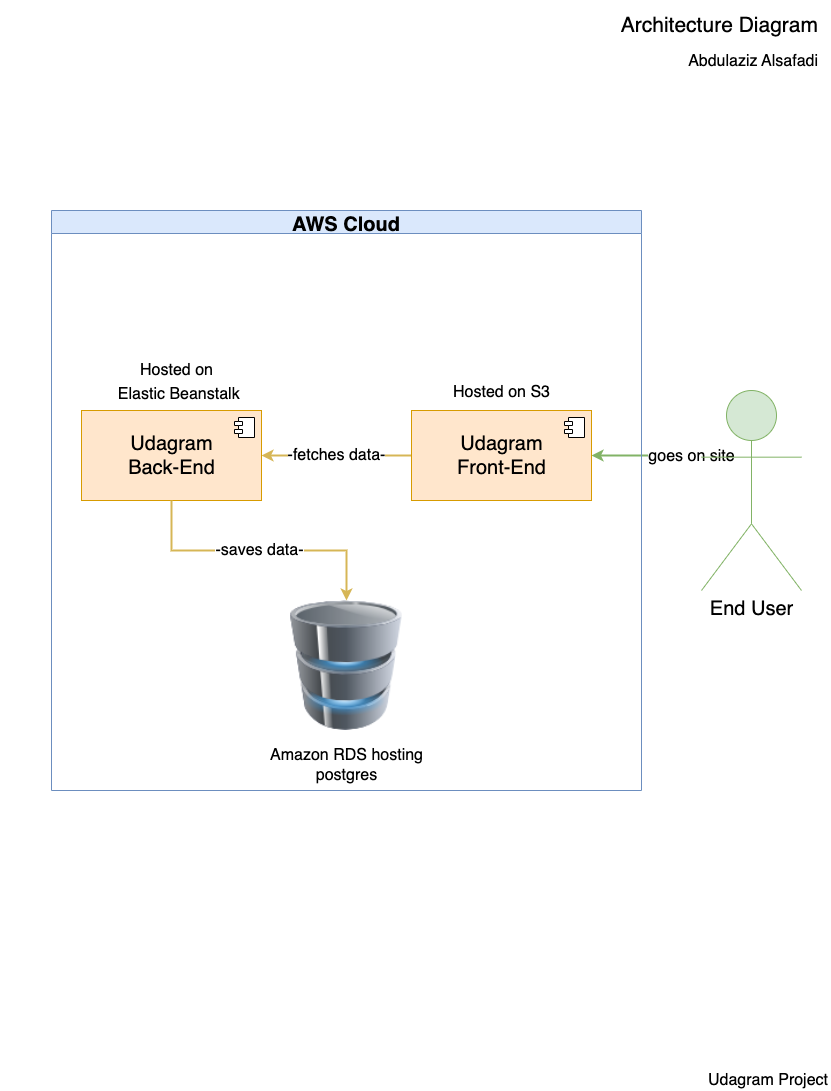 Architecture Diagram
Abdulaziz Alsafadi
AWS Cloud
Hosted on
Elastic Beanstalk
Udagram
Back-End
-fetches data-
Hosted on S3
Udagram
Front-End
goes on site
End User
-saves data-
Amazon RDS hosting
postgres
Udagram Project